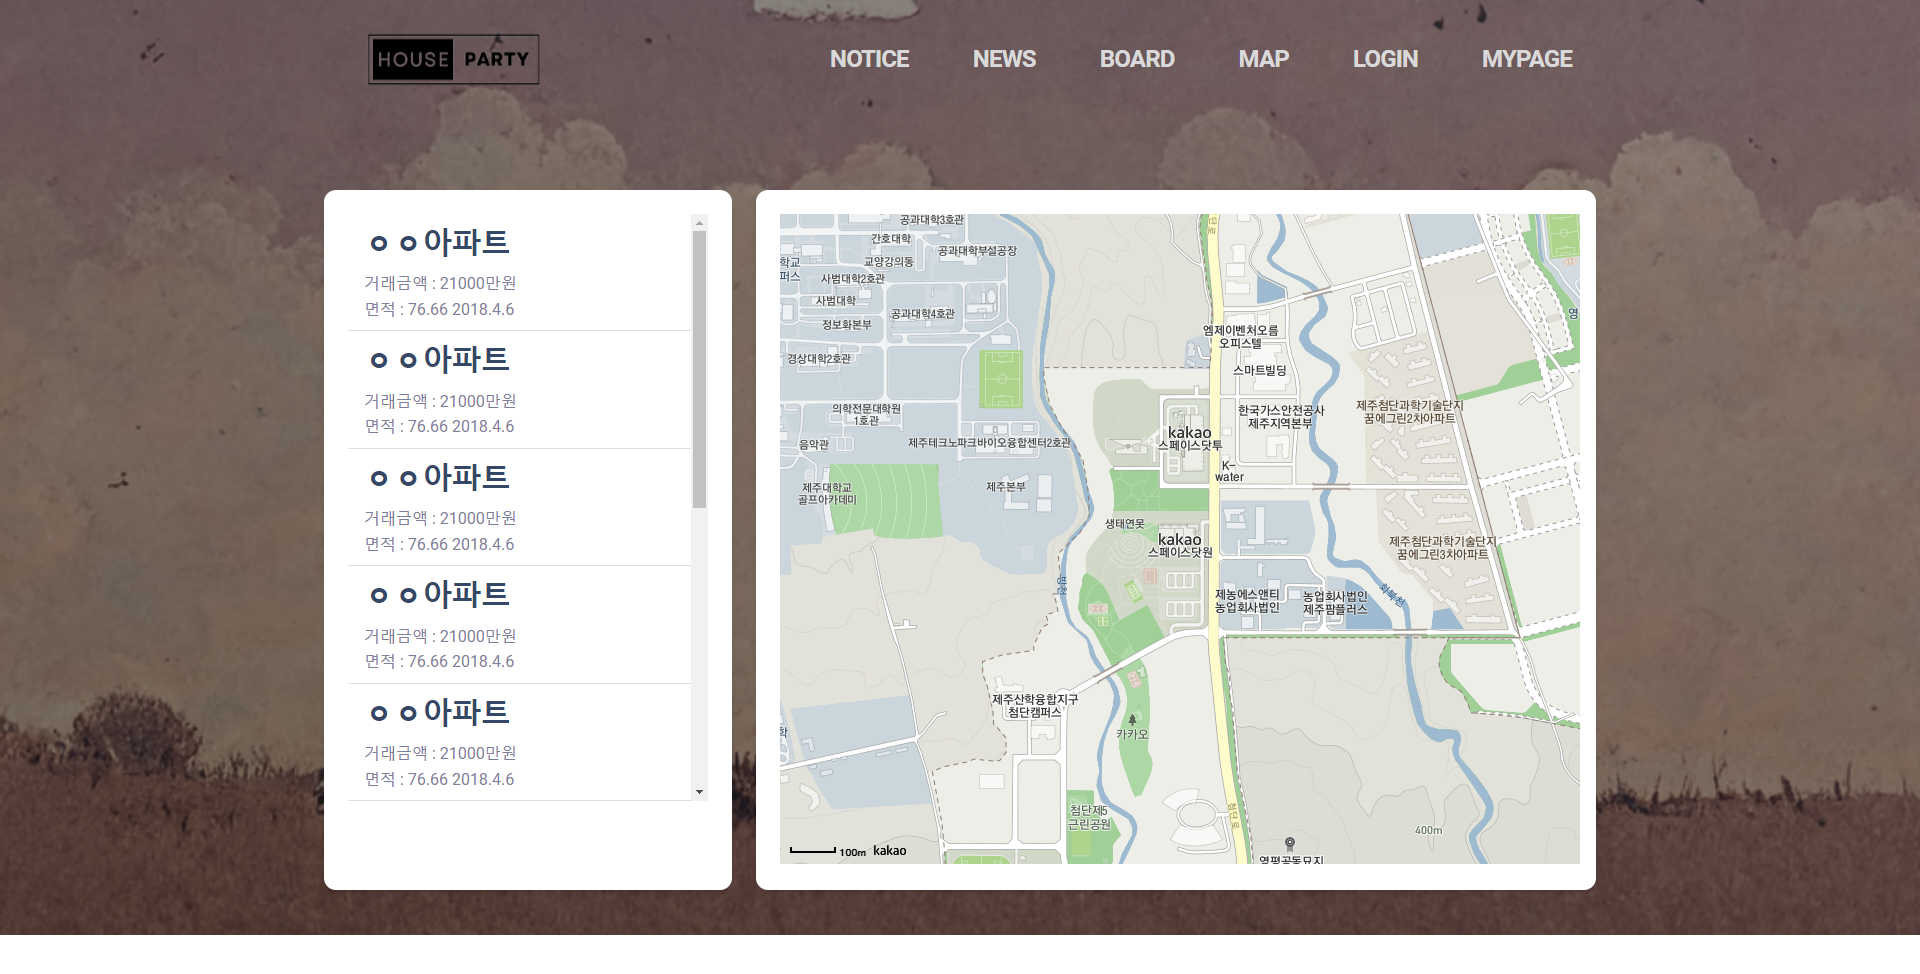 HOUSE PARTY
NOTICE NEWS BOARD MAP LOGIN MYPAGE
ㅇㅇ아파트
거래금액 : 21000만원
면적 : 76.66 2018.4.6
ㅇㅇ아파트
거래금액 : 21000만원
면적 : 76.66 2018.4.6
ㅇㅇ아파트
거래금액 : 21000만원
면적 : 76.66 2018.4.6
ㅇㅇ아파트
거래금액 : 21000만원
면적 : 76.66 2018.4.6
ㅇㅇ아파트
거래금액 : 21000만원
면적 : 76.66 2018.4.6
공과대학3호관
간호대학
공과대학부설공장
교양강의동
학교
퍼스
사범대학2호관
사범대학
공과대학4호관
정보화본부
경상대학2호관
엠제이벤처오름
오피스텔
스마트빌딩
의학전문대학원
1호관
한국가스안전공사
제주지역본부
제주첨단과학기술단지
꿈에그린2차아파트
음악관
제주테크노파크바이오융합센터2호관
kakao
스페이스닷투
K-
water
제주대학교
골프아카데미
제주본부
생태연못
kakao
스페이스닷원
제주첨단과학기술단지
꿈에그린3차아파트
방천
제농에스앤티
농업회사법인
농업회사법인
제주팜플러스
화북천
제주산학융합지구
첨단캠퍼스
카카오
첨단제5
근린공원
첨단로
400m
영평공동묘지
100m kakao